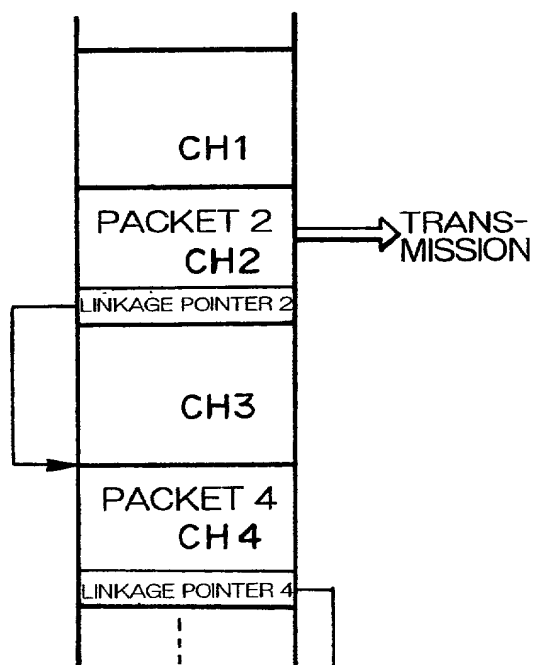 CH1
PACKET 2
CH2
TRANS-
MISSION
LINKAGE POINTER 2
CH3
PACKET 4
CH4
LINKAGE POINTER 4